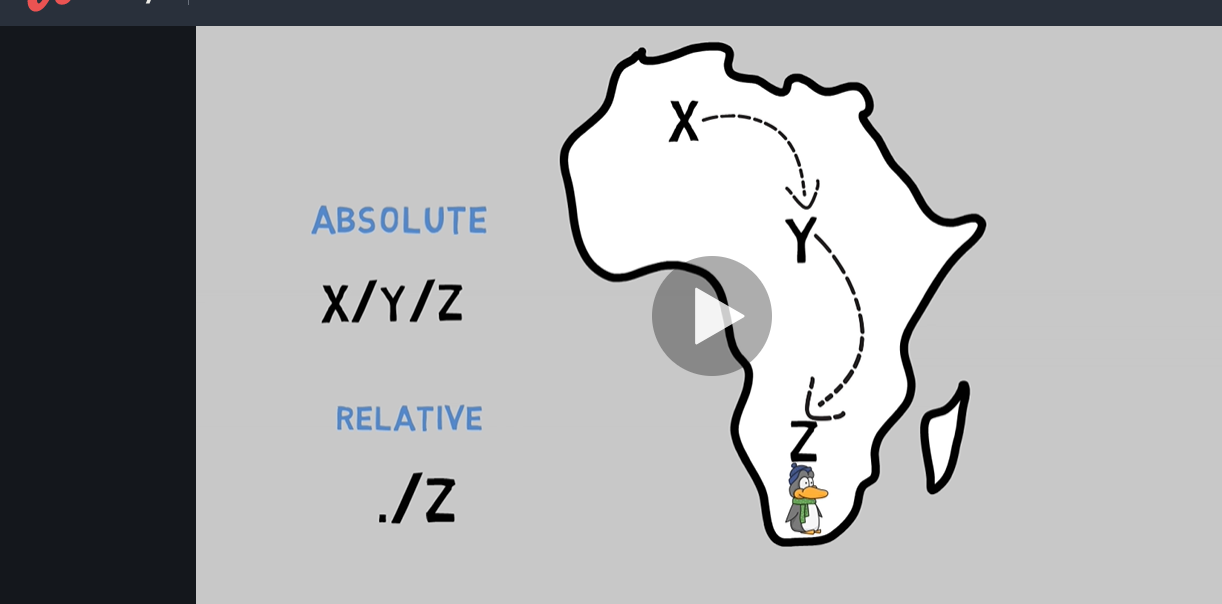 ABSOLUTE
X/Y/Z
RELATIVE
./Z
X
Y
Z